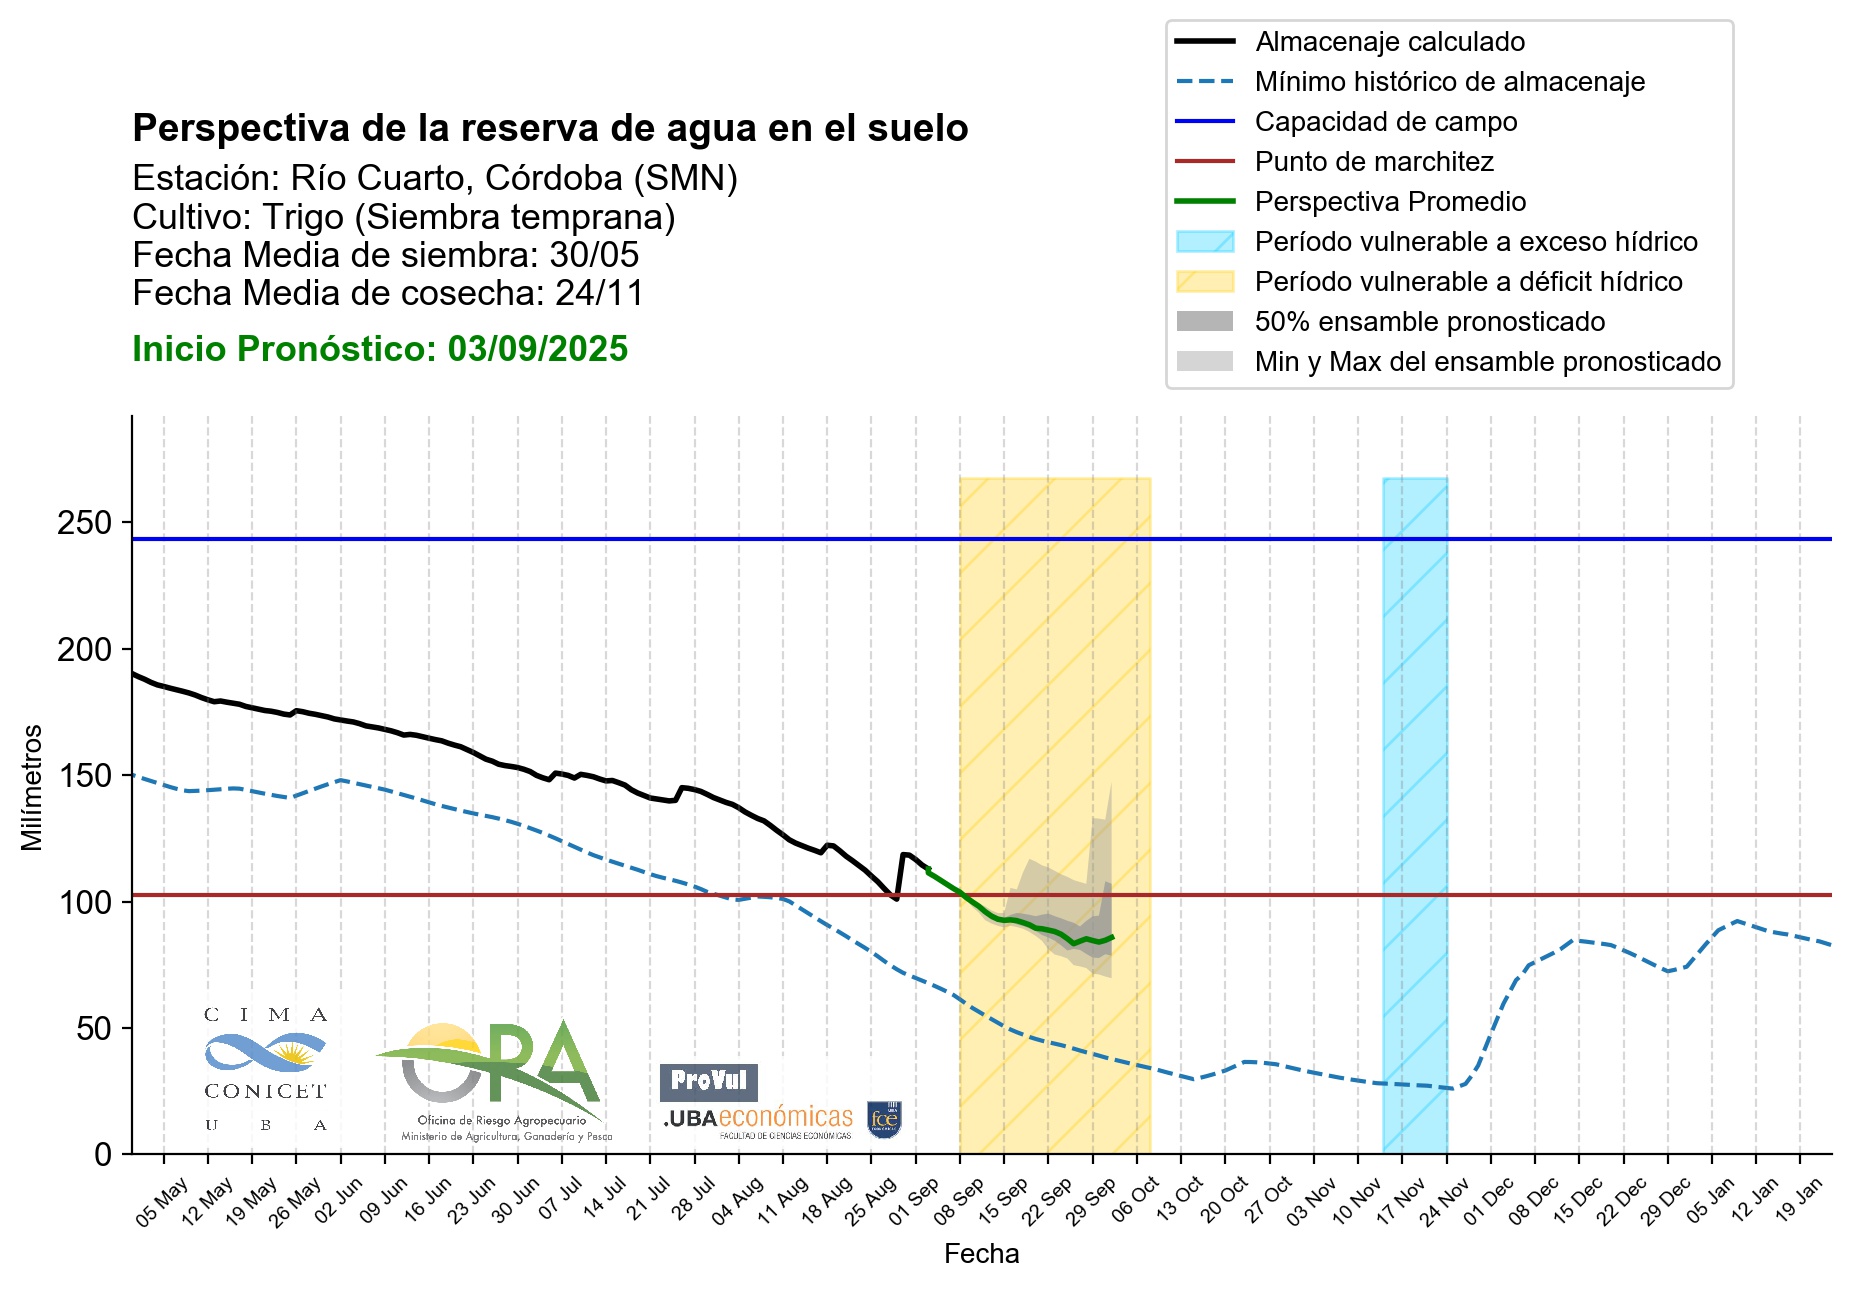 Almacenaje calculado
Mínimo histórico de almacenaje
Capacidad de campo
Punto de marchitez
Perspectiva Promedio
Período vulnerable a exceso hídrico
Período vulnerable a déficit hídrico
50% ensamble pronosticado
Min y Max del ensamble pronosticado
Perspectiva de la reserva de agua en el suelo
Estación: Río Cuarto, Córdoba (SMN)
Cultivo: Trigo (Siembra temprana)
Fecha Media de siembra: 30/05
Fecha Media de cosecha: 24/11
Inicio Pronóstico: 03/09/2025
Milímetros
250
200
150
100
50
0
CIMA
CONICET
UBA
ORA
Oficina de Riesgo Agropecuario
Ministerio de Agricultura, Ganadería y Pesca
ProVul
.UBAeconómicas
FACULTAD DE CIENCIAS ECONÓMICAS
fce
05 May
12 May
19 May
26 May
02 Jun
09 Jun
16 Jun
23 Jun
30 Jun
07 Jul
14 Jul
21 Jul
28 Jul
04 Aug
11 Aug
18 Aug
25 Aug
01 Sep
08 Sep
15 Sep
22 Sep
29 Sep
06 Oct
13 Oct
20 Oct
27 Oct
03 Nov
10 Nov
17 Nov
24 Nov
01 Dec
08 Dec
15 Dec
22 Dec
29 Dec
05 Jan
12 Jan
19 Jan
Fecha